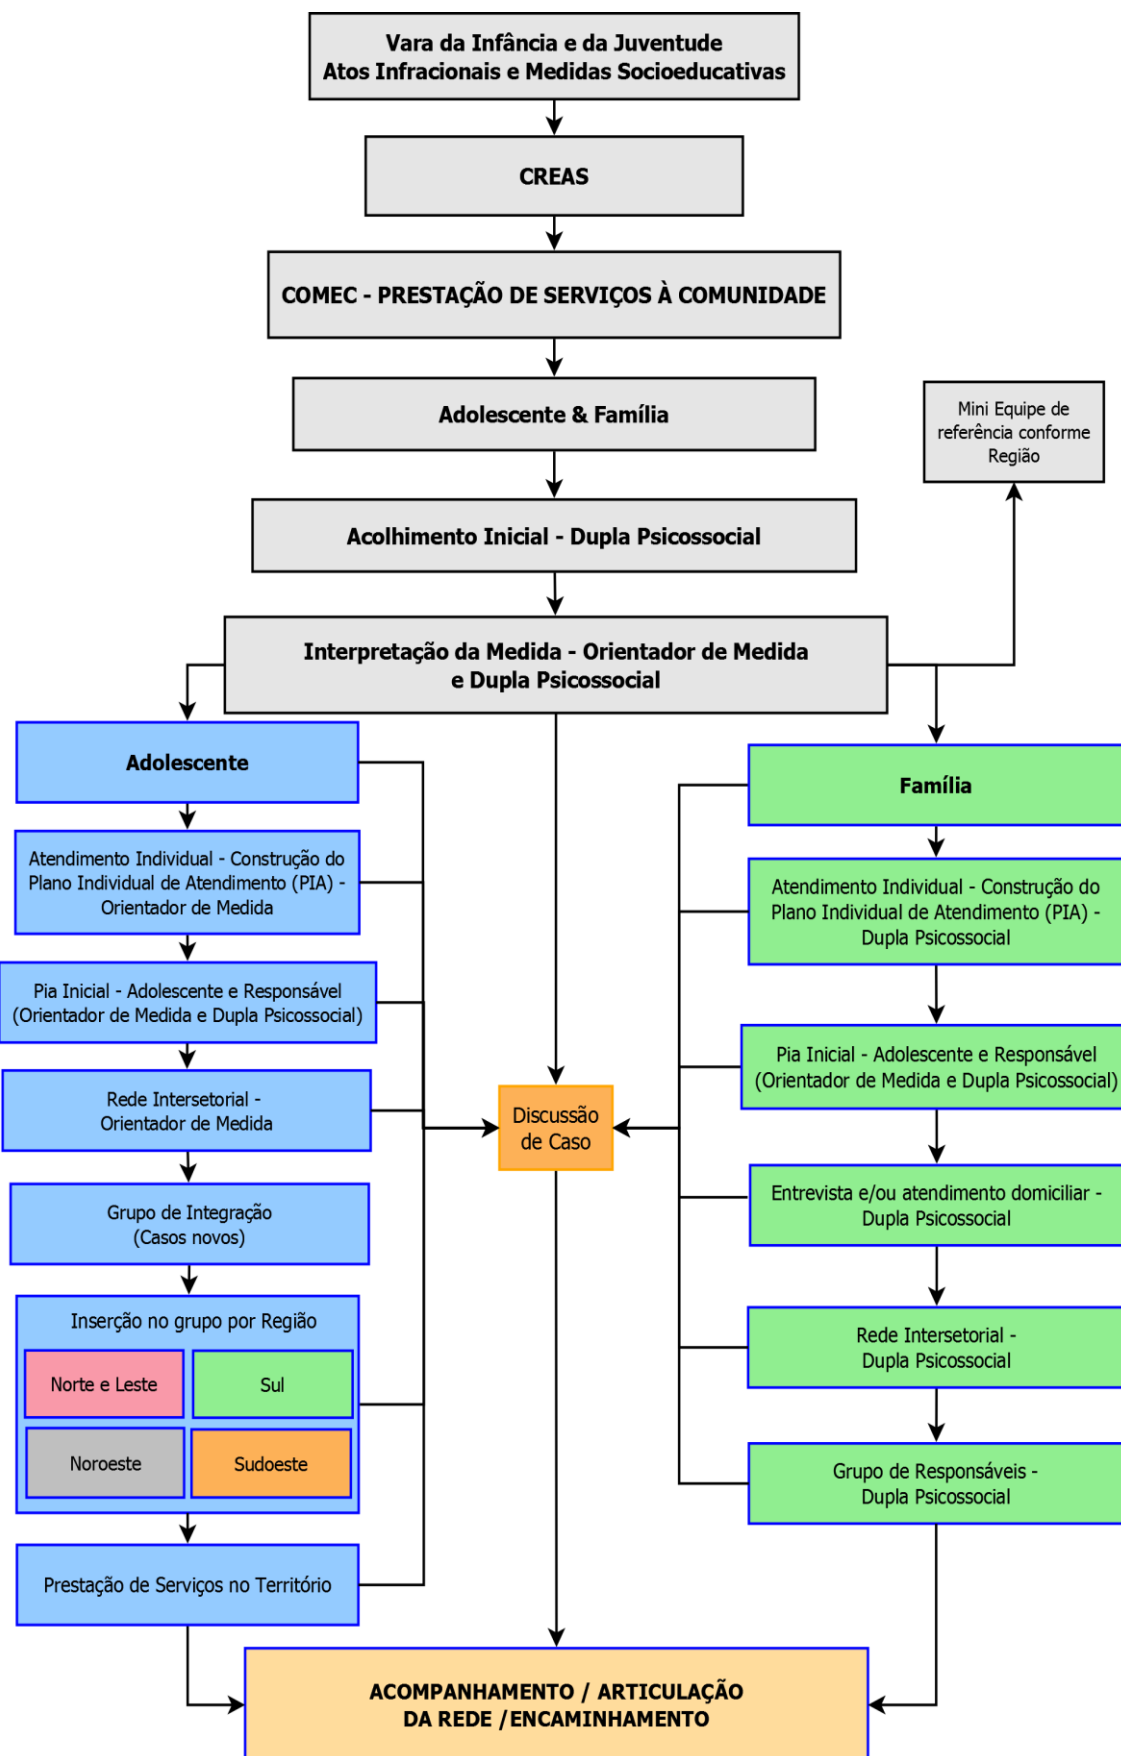 Vara da Infância e da Juventude
Atos Infracionais e Medidas Socioeducativas
CREAS
COMEC - PRESTAÇÃO DE SERVIÇOS À COMUNIDADE
Adolescente & Família
Mini Equipe de
referência conforme
Região
Acolhimento Inicial - Dupla Psicossocial
Interpretação da Medida - Orientador de Medida
e Dupla Psicossocial
Adolescente
Atendimento Individual - Construção do
Plano Individual de Atendimento (PIA) -
Orientador de Medida
Pia Inicial - Adolescente e Responsável
(Orientador de Medida e Dupla Psicossocial)
Rede Intersetorial -
Orientador de Medida
Grupo de Integração
(Casos novos)
Inserção no grupo por Região
Norte e Leste
Sul
Noroeste
Sudoeste
Prestação de Serviços no Território
Discussão
de Caso
Família
Atendimento Individual - Construção do
Plano Individual de Atendimento (PIA) -
Dupla Psicossocial
Pia Inicial - Adolescente e Responsável
(Orientador de Medida e Dupla Psicossocial)
Entrevista e/ou atendimento domiciliar -
Dupla Psicossocial
Rede Intersetorial -
Dupla Psicossocial
Grupo de Responsáveis -
Dupla Psicossocial
ACOMPANHAMENTO / ARTICULAÇÃO
DA REDE /ENCAMINHAMENTO